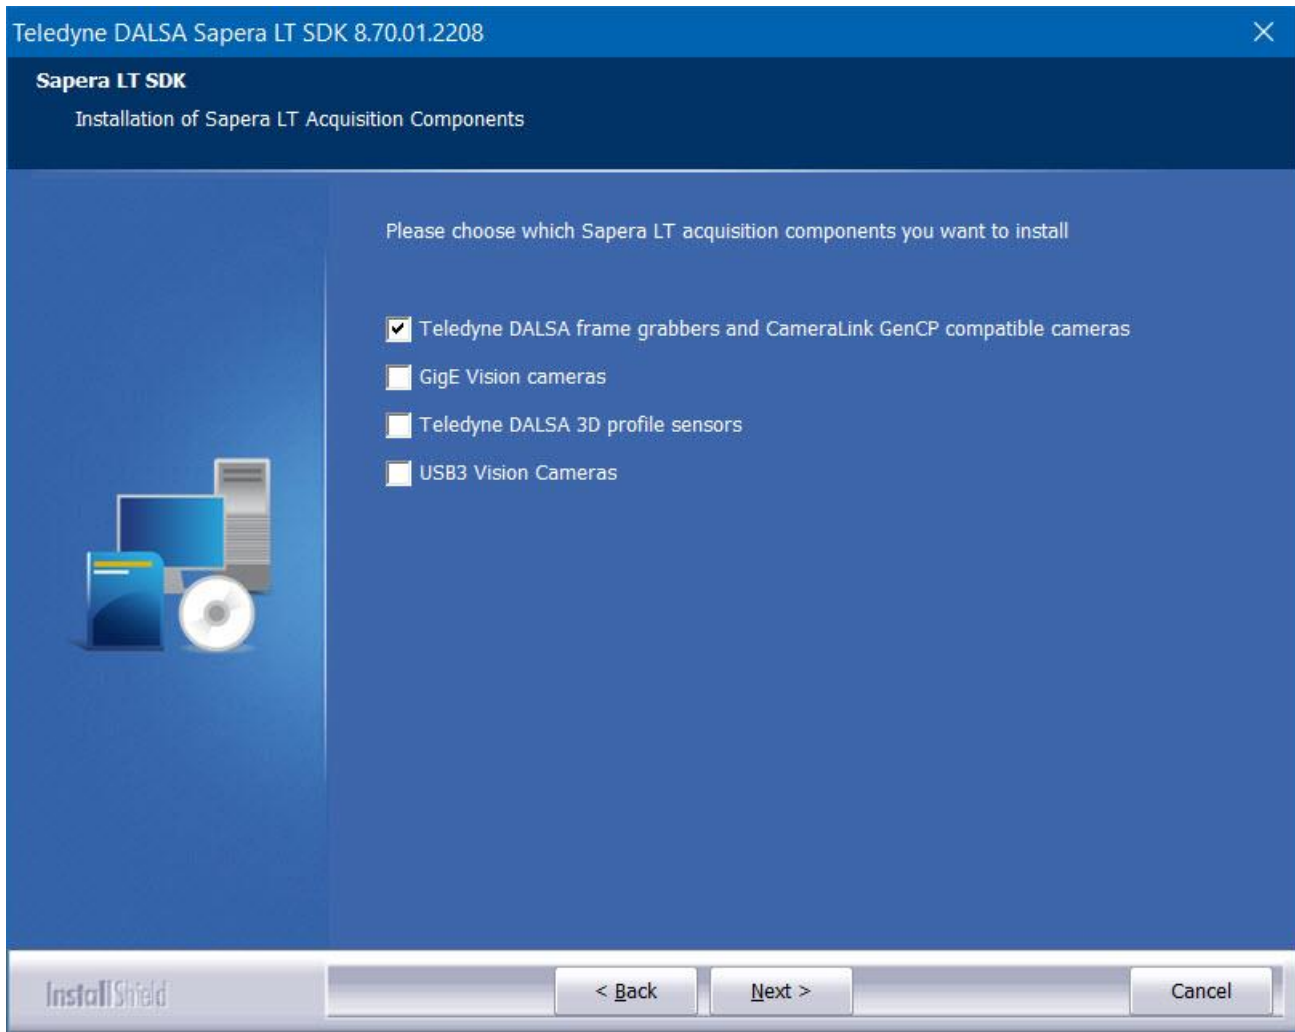 Teledyne DALSA Sapera LT SDK 8.70.01.2208
Sapera LT SDK
Installation of Sapera LT Acquisition Components
Please choose which Sapera LT acquisition components you want to install
Teledyne DALSA frame grabbers and CameraLink GenCP compatible cameras
GigE Vision cameras
Teledyne DALSA 3D profile sensors
USB3 Vision Cameras
InstallShield
< Back
Next >
Cancel